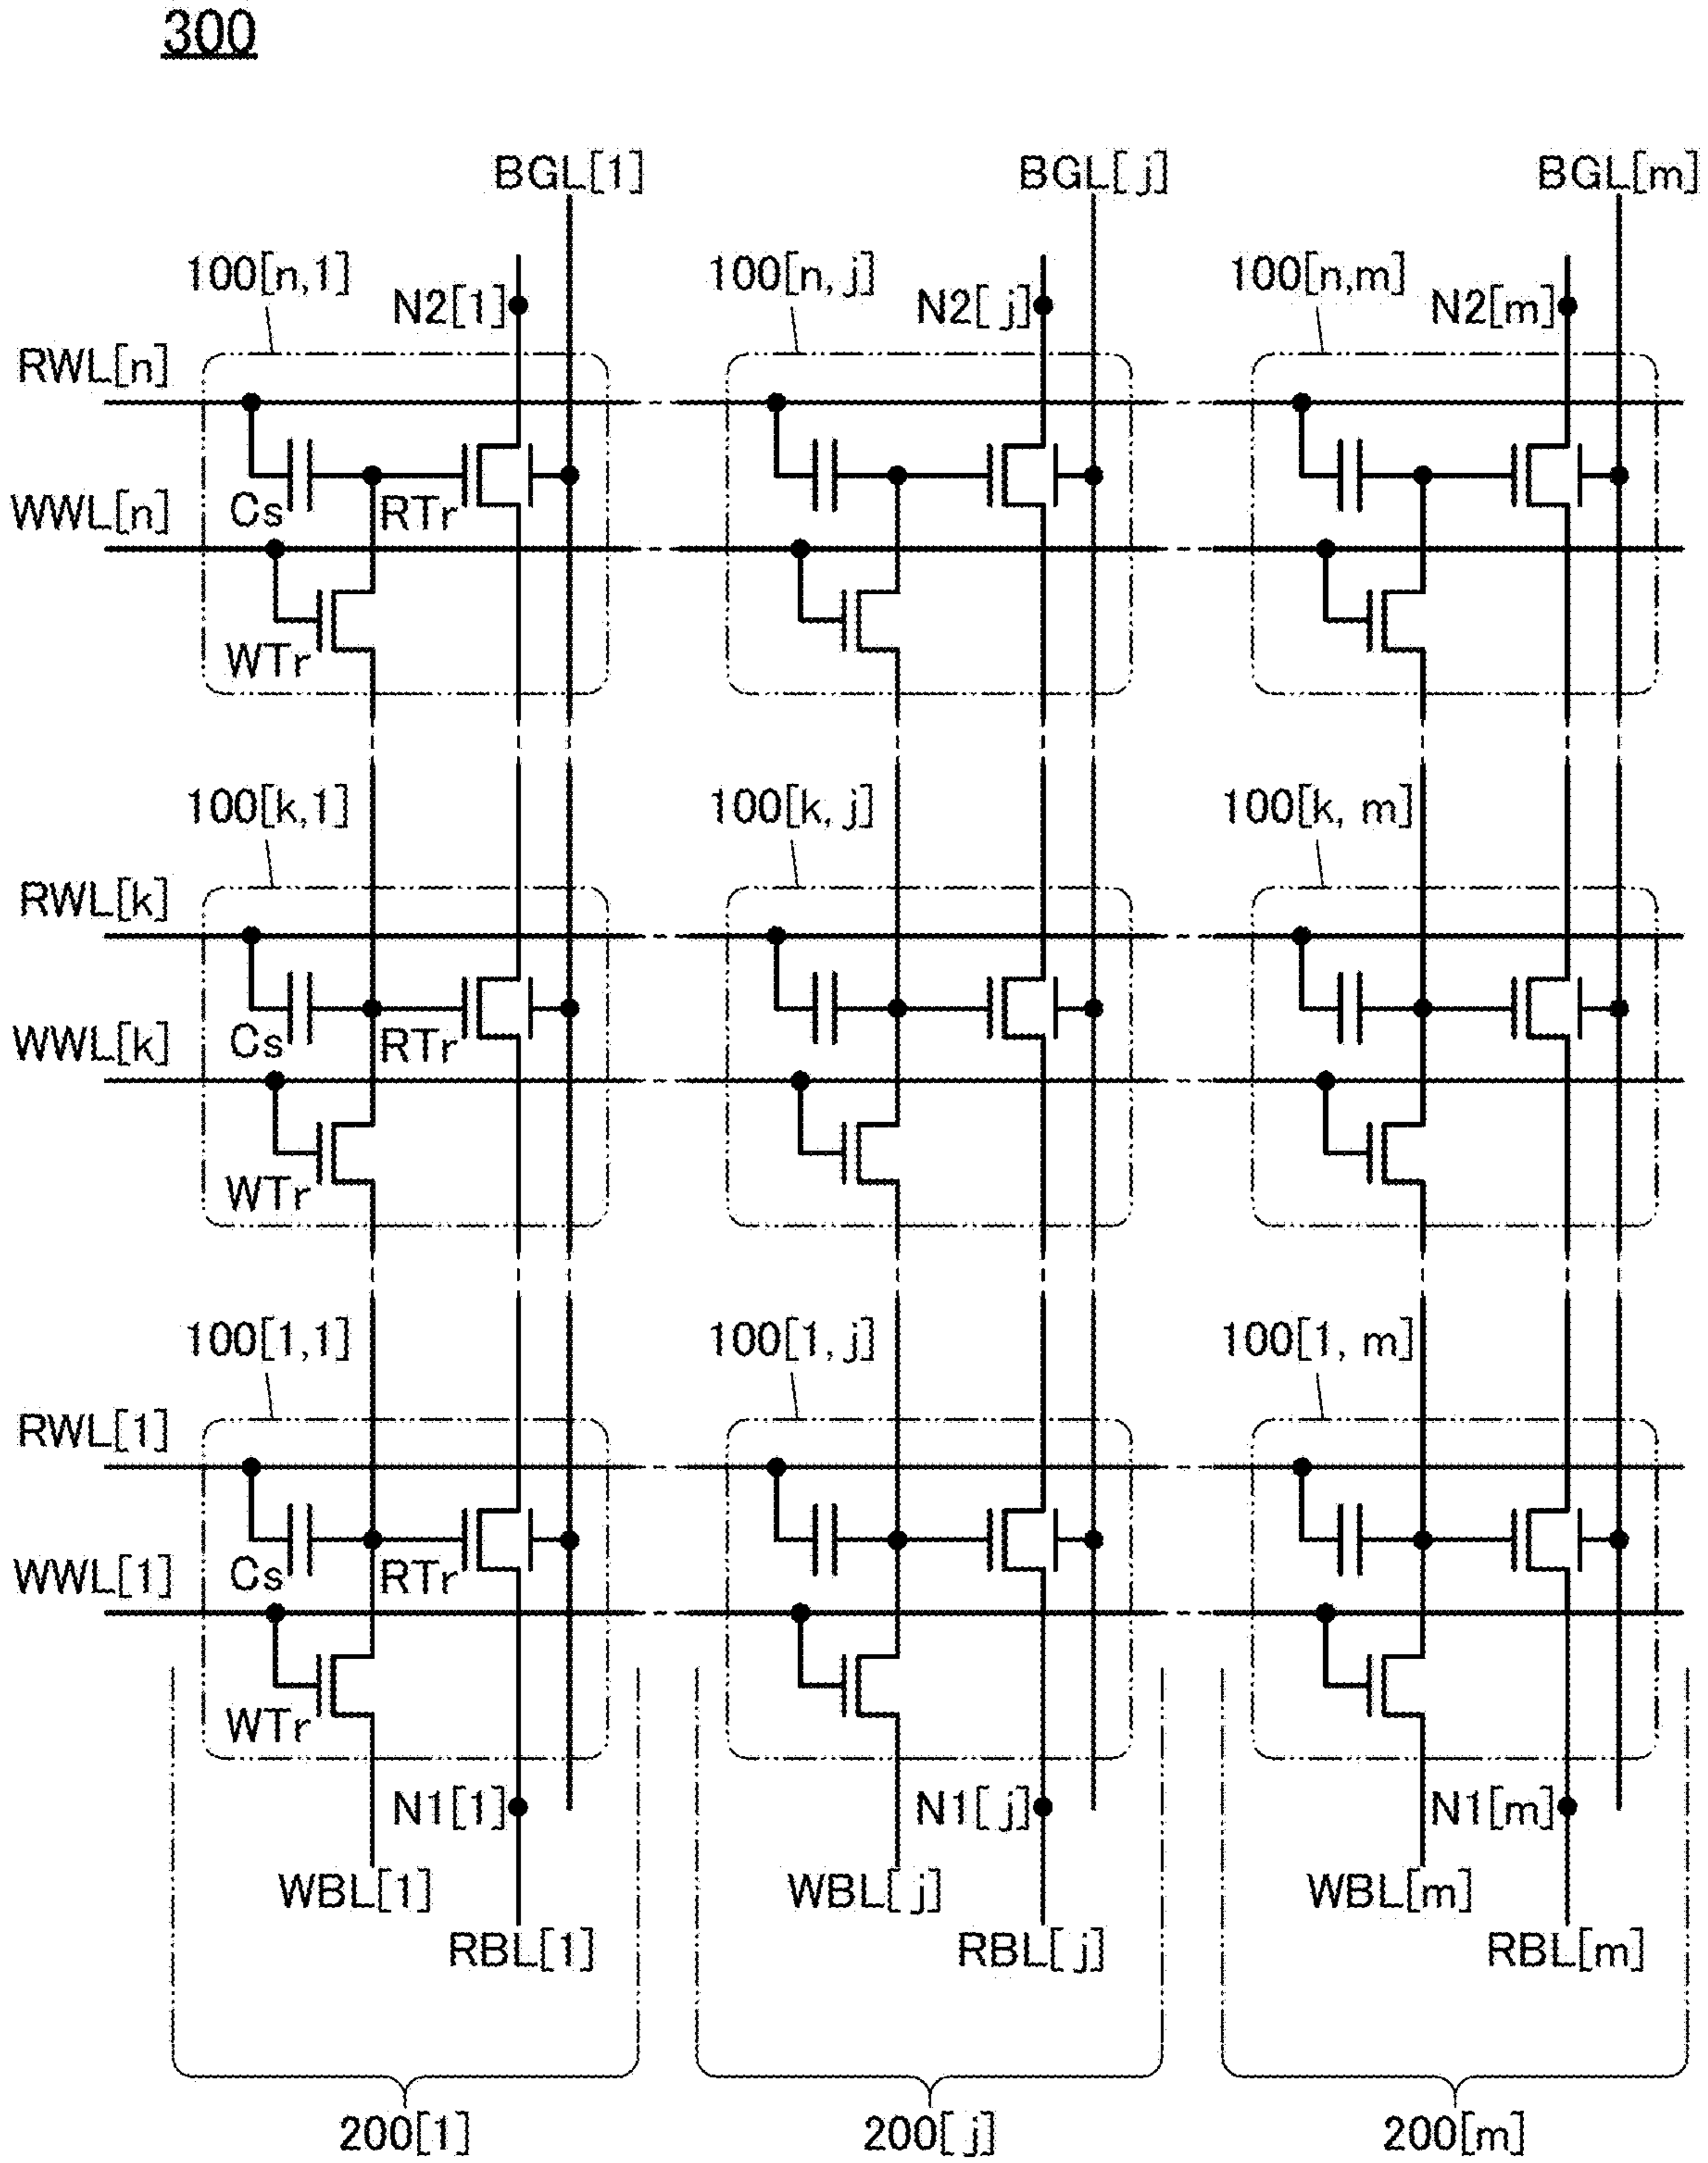 300
BGL[1] BGL[j] BGL[m]
100[n,1] 100[n,j] 100[n,m]
N2[1] N2[j] N2[m]
RWL[n]
WWL[n] Cs RTr
WTr
100[k,1] 100[k,j] 100[k,m]
RWL[k]
WWL[k] Cs RTr
WTr
100[1,1] 100[1,j] 100[1,m]
RWL[1]
WWL[1] Cs RTr
WTr
N1[1] N1[j] N1[m]
WBL[1] WBL[j] WBL[m]
RBL[1] RBL[j] RBL[m]
200[1] 200[j] 200[m]